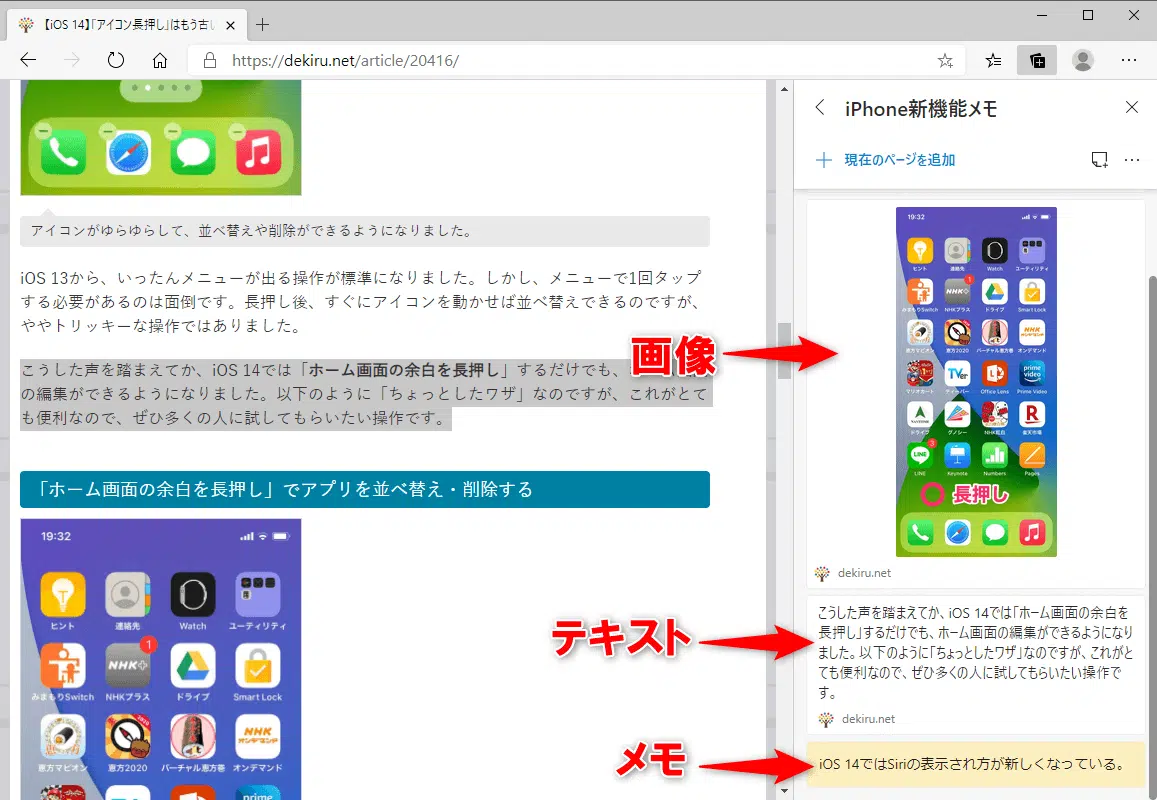 【iOS 14】「アイコン長押し」はもう古い
https://dekiru.net/article/20416/
アイコンがゆらゆらして、並べ替えや削除ができるようになりました。
iOS 13から、いったんメニューが出る操作が標準になりました。しかし、メニューで1回タップ
する必要があるのは面倒です。長押し後、すぐにアイコンを動かせば並べ替えできるのですが、
ややトリッキーな操作ではありました。
こうした声を踏まえてか、iOS 14では「ホーム画面の余白を長押し」するだけでも、
の編集ができるようになりました。以下のように「ちょっとしたワザ」なのですが、これがとて
も便利なので、ぜひ多くの人に試してもらいたい操作です。
「ホーム画面の余白を長押し」でアプリを並べ替え・削除する
19:32
ヒント 連絡先 Watch ユーティリティ
1
NHK+
みまもりSwitch NHKプラス ドライブ Smart Lock
2020
NHK
オンデマンド
恵方マピオン 恵方2020 バーチャル恵方巻 オンデマンド
prime
画像
テキスト
メモ
iPhone新機能メモ
現在のページを追加
19:32
ヒント 連絡先 Watch ユーティリティ
1
NHK+
みまもりSwitch NHKプラス ドライブ Smart Lock
NHK
恵方マピオン 恵方2020 バーチャル恵方巻 オンデマンド
TVer
prime
video
Office Lens Prime Video
R
ドライブ グノシー NHK紅白 楽天市場
3
LINE
LINE Keynote Numbers Pages
長押し
dekiru.net
こうした声を踏まえてか、iOS 14では「ホーム画面の余白を
長押し」するだけでも、ホーム画面の編集ができるようになり
ました。以下のように「ちょっとしたワザ」なのですが、これがと
ても便利なので、ぜひ多くの人に試してもらいたい操作で
す。
dekiru.net
iOS 14ではSiriの表示され方が新しくなっている。